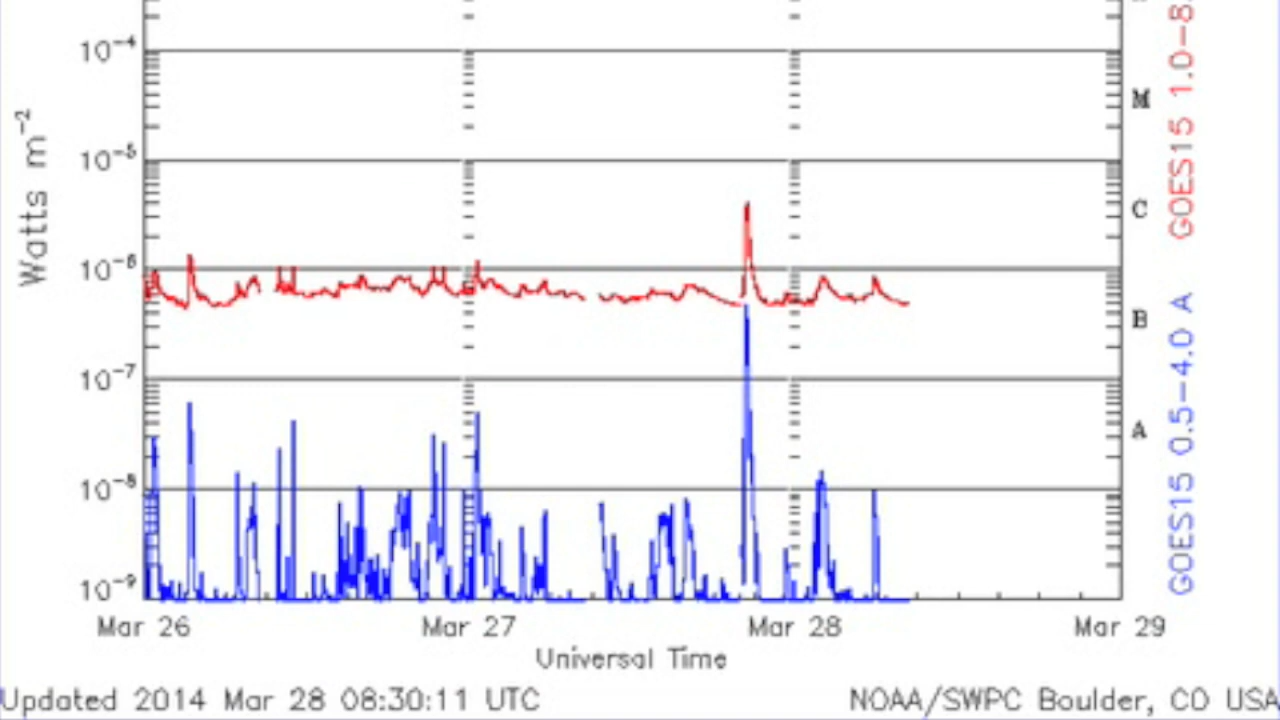 10⁻⁴
10⁻⁵
10⁻⁶
10⁻⁷
10⁻⁸
10⁻⁹
Watts m⁻²
M
C
B
A
GOES15 1.0-8.
GOES15 0.5-4.0 A
Mar 26 Mar 27 Mar 28 Mar 29
Universal Time
Updated 2014 Mar 28 08:30:11 UTC NOAA/SWPC Boulder, CO USA